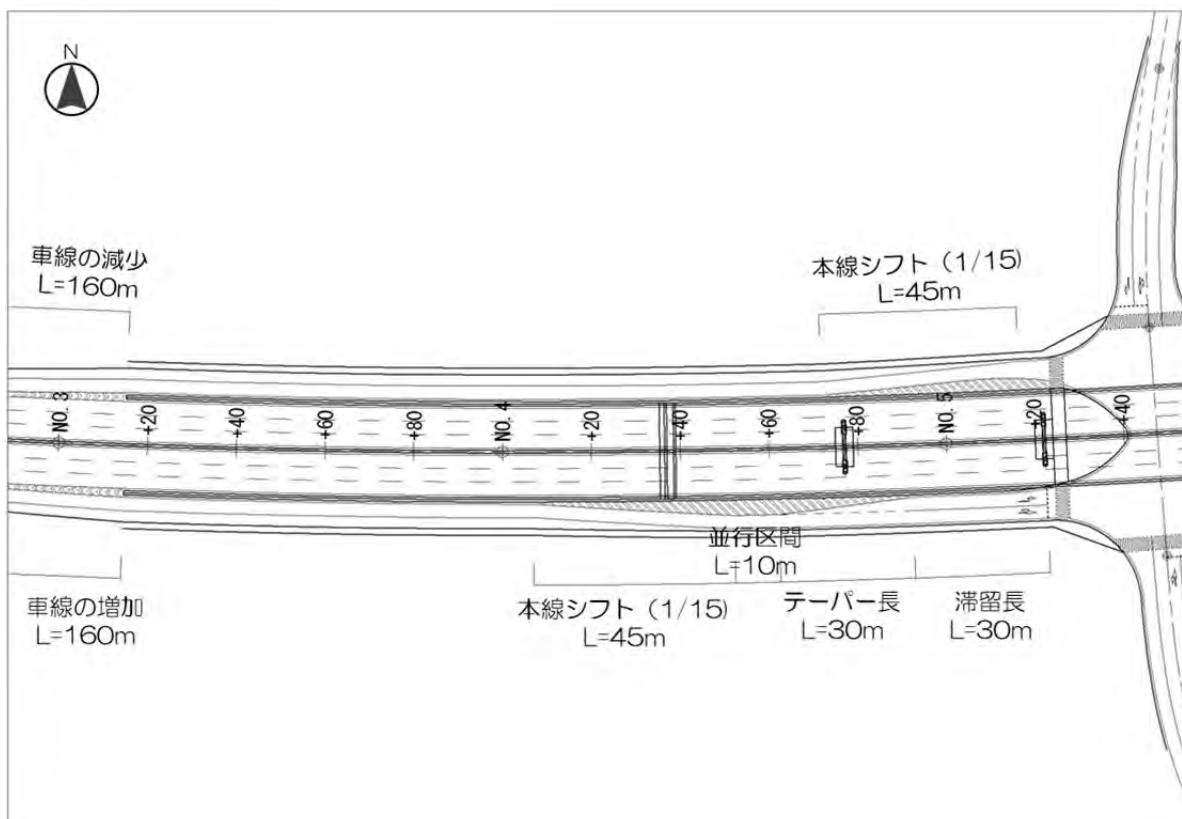 N
車線の減少
L=160m
本線シフト（1/15)
L=45m
NO. 3
+20
+40
+60
+80
NO. 4
+20
+40
+60
+80
NO. 5
+20
+40
並行区間
L=10m
車線の増加
L=160m
本線シフト（1/15)
L=45m
テーパー長
L=30m
滞留長
L=30m